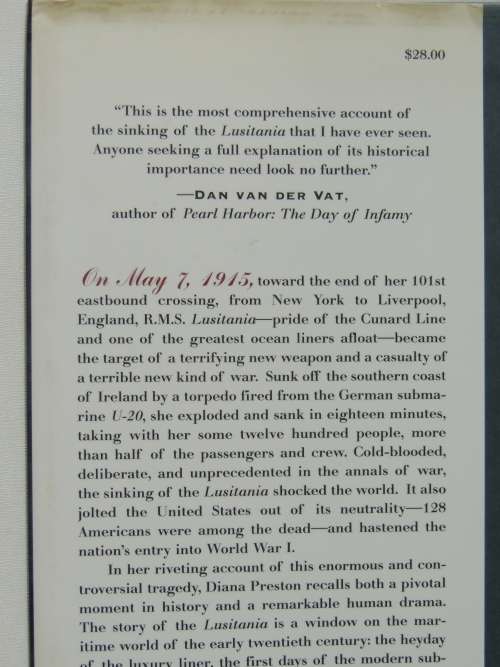 $28.00
“This is the most comprehensive account of
the sinking of the Lusitania that I have ever seen.
Anyone seeking a full explanation of its historical
importance need look no further.”
—DAN VAN DER VAT,
author of Pearl Harbor: The Day of Infamy
On May 7, 1915, toward the end of her 101st
eastbound crossing, from New York to Liverpool,
England, R.M.S. Lusitania—pride of the Cunard Line
and one of the greatest ocean liners afloat—became
the target of a terrifying new weapon and a casualty of
a terrible new kind of war. Sunk off the southern coast
of Ireland by a torpedo fired from the German subma-
rine U-20, she exploded and sank in eighteen minutes,
taking with her some twelve hundred people, more
than half of the passengers and crew. Cold-blooded,
deliberate, and unprecedented in the annals of war,
the sinking of the Lusitania shocked the world. It also
jolted the United States out of its neutrality—128
Americans were among the dead—and hastened the
nation’s entry into World War I.
In her riveting account of this enormous and con-
troversial tragedy, Diana Preston recalls both a pivotal
moment in history and a remarkable human drama.
The story of the Lusitania is a window on the mar-
itime world of the early twentieth century: the heyday
of the luxury liner, the first days of the modern sub-